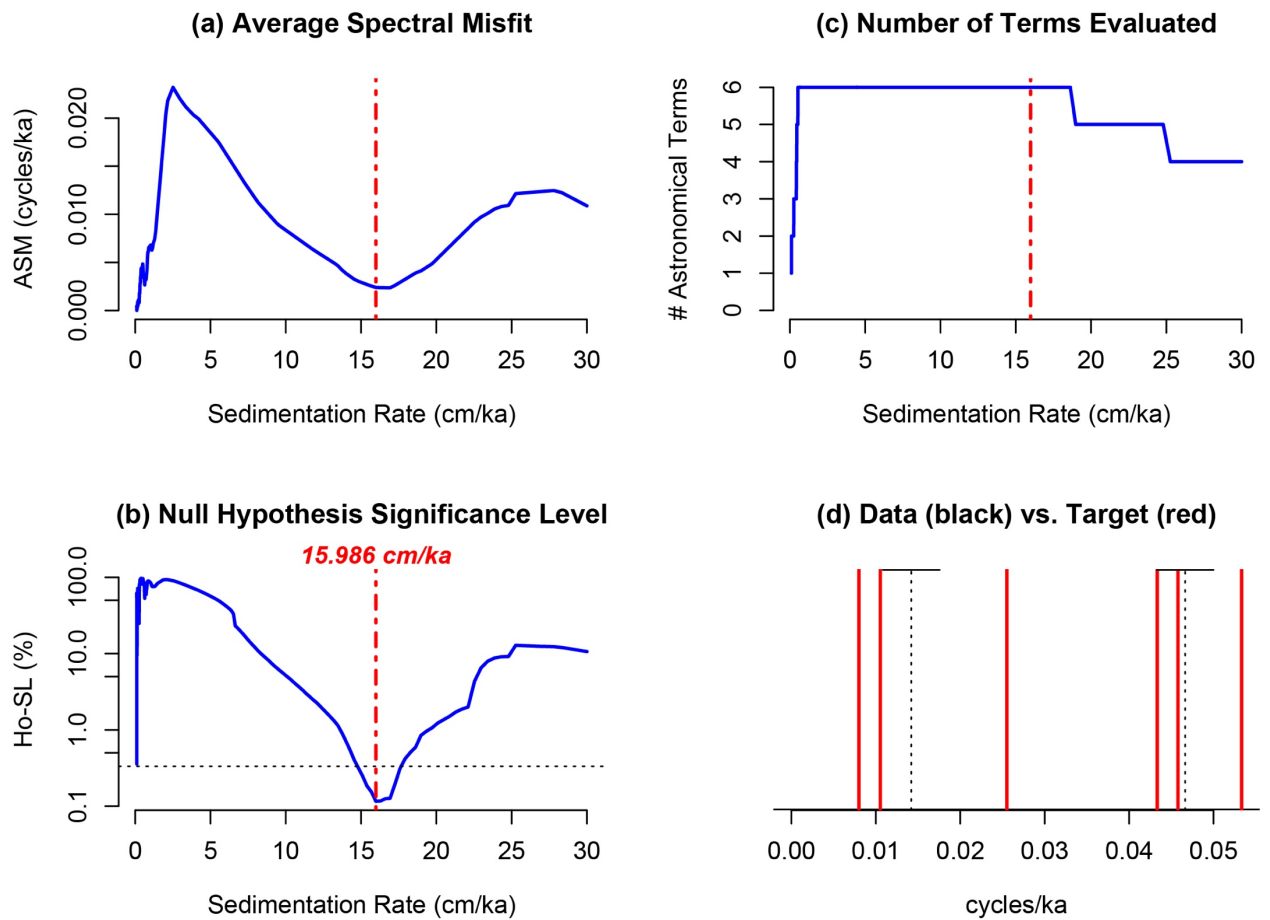 (a) Average Spectral Misfit
ASM (cycles/ka)
0.020
0.010
0.000
0 5 10 15 20 25 30
Sedimentation Rate (cm/ka)
(c) Number of Terms Evaluated
# Astronomical Terms
6
5
4
3
2
1
0
0 5 10 15 20 25 30
Sedimentation Rate (cm/ka)
(b) Null Hypothesis Significance Level
15.986 cm/ka
Ho-SL (%)
100.0
10.0
1.0
0.1
0 5 10 15 20 25 30
Sedimentation Rate (cm/ka)
(d) Data (black) vs. Target (red)
0.00 0.01 0.02 0.03 0.04 0.05
cycles/ka